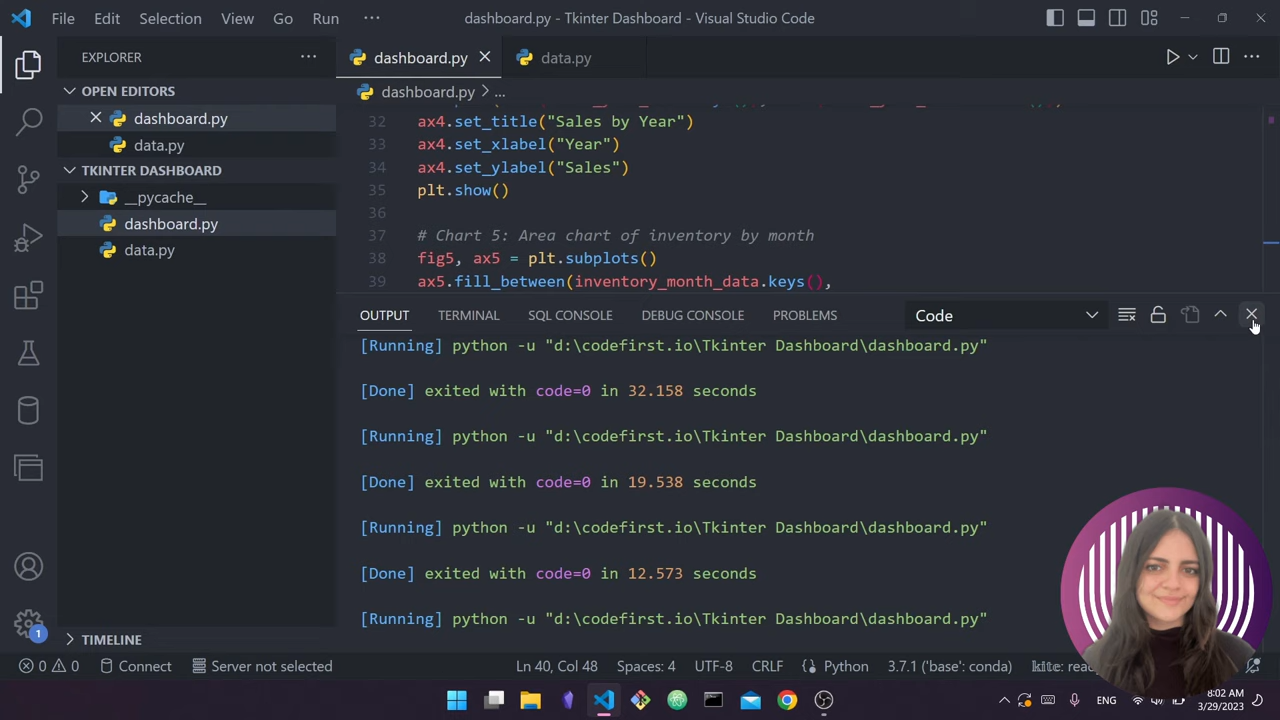 File Edit Selection View Go Run ···
dashboard.py - Tkinter Dashboard - Visual Studio Code
EXPLORER
OPEN EDITORS
dashboard.py
data.py
TKINTER DASHBOARD
__pycache__
dashboard.py
data.py
TIMELINE
dashboard.py
data.py
dashboard.py > ...
32 ax4.set_title("Sales by Year")
33 ax4.set_xlabel("Year")
34 ax4.set_ylabel("Sales")
35 plt.show()
36
37 # Chart 5: Area chart of inventory by month
38 fig5, ax5 = plt.subplots()
39 ax5.fill_between(inventory_month_data.keys(),
OUTPUT TERMINAL SQL CONSOLE DEBUG CONSOLE PROBLEMS Code
[Running] python -u "d:\codefirst.io\Tkinter Dashboard\dashboard.py"
[Done] exited with code=0 in 32.158 seconds
[Running] python -u "d:\codefirst.io\Tkinter Dashboard\dashboard.py"
[Done] exited with code=0 in 19.538 seconds
[Running] python -u "d:\codefirst.io\Tkinter Dashboard\dashboard.py"
[Done] exited with code=0 in 12.573 seconds
[Running] python -u "d:\codefirst.io\Tkinter Dashboard\dashboard.py"
1
0 0 Connect Server not selected Ln 40, Col 48 Spaces: 4 UTF-8 CRLF Python 3.7.1 ('base': conda) kite:
ENG
8:02 AM
3/29/2023